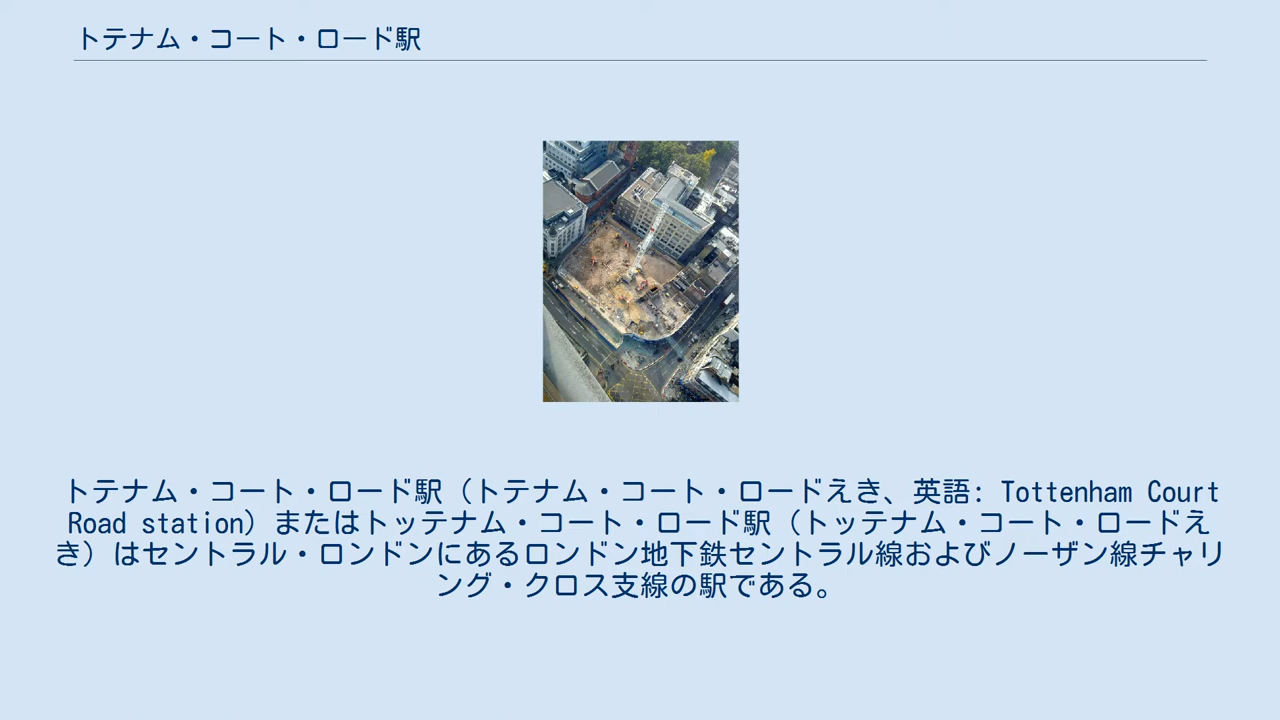 トテナム・コート・ロード駅
トテナム・コート・ロード駅（トテナム・コート・ロードえき、英語: Tottenham Court
Road station）またはトッテナム・コート・ロード駅（トッテナム・コート・ロードえ
き）はセントラル・ロンドンにあるロンドン地下鉄セントラル線およびノーザン線チャリ
ング・クロス支線の駅である。